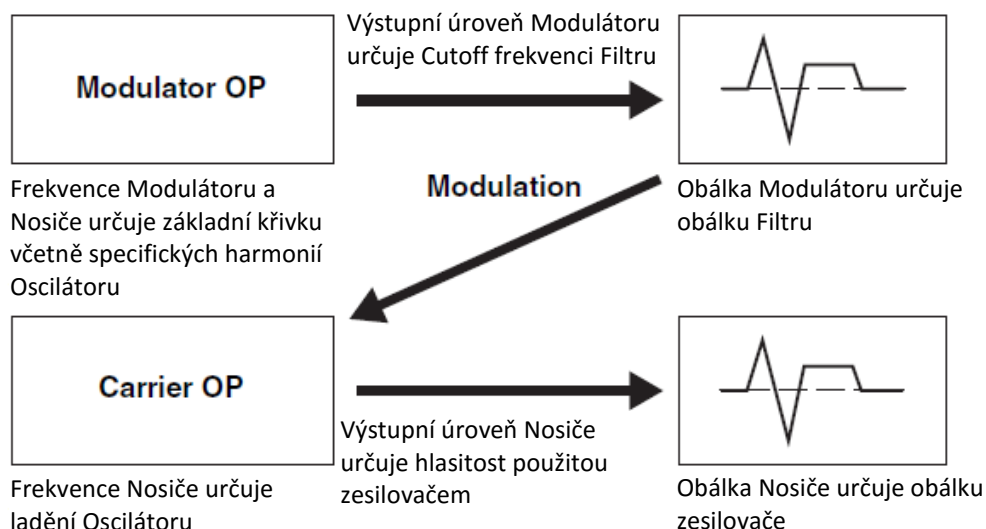 Výstupní úroveň Modulátoru
určuje Cutoff frekvenci Filtru
Modulator OP
Frekvence Modulátoru a
Nosiče určuje základní křivku
včetně specifických harmonií
Oscilátoru
Modulation
Obálka Modulátoru určuje
obálku Filtru
Carrier OP
Výstupní úroveň Nosiče
určuje hlasitost použitou
zesilovačem
Frekvence Nosiče určuje
ladění Oscilátoru
Obálka Nosiče určuje obálku
zesilovače